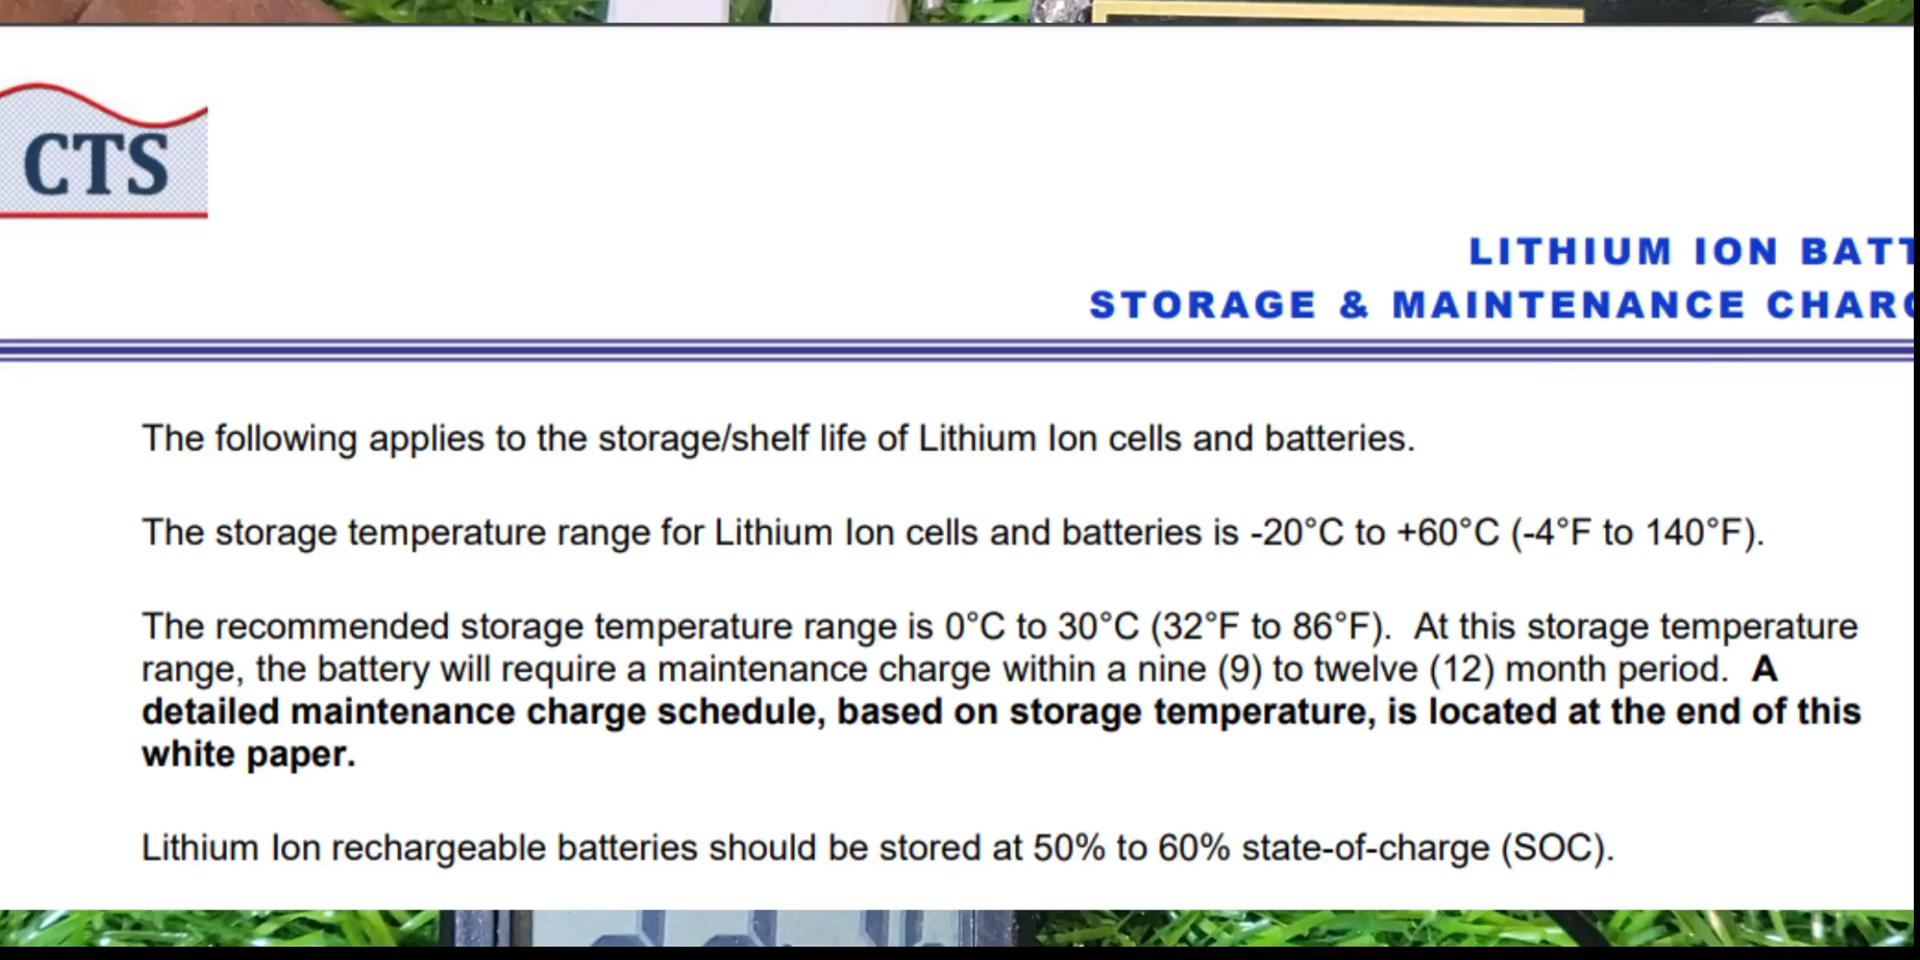 CTS
LITHIUM ION BATT
STORAGE & MAINTENANCE CHAR
The following applies to the storage/shelf life of Lithium Ion cells and batteries.
The storage temperature range for Lithium Ion cells and batteries is -20°C to +60°C (-4°F to 140°F).
The recommended storage temperature range is 0°C to 30°C (32°F to 86°F). At this storage temperature
range, the battery will require a maintenance charge within a nine (9) to twelve (12) month period. A
detailed maintenance charge schedule, based on storage temperature, is located at the end of this
white paper.
Lithium Ion rechargeable batteries should be stored at 50% to 60% state-of-charge (SOC).